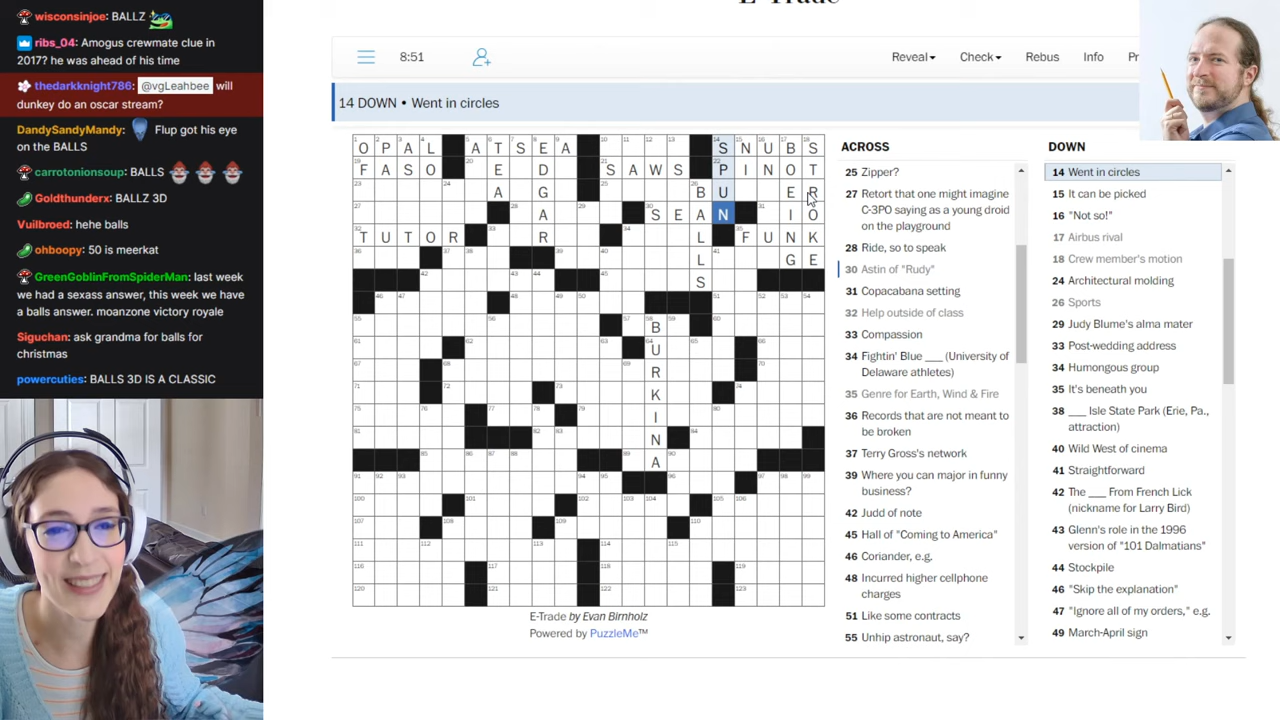 wisconsinjoe: BALLZ
ribs_04: Amogus crewmate clue in
2017? he was ahead of his time
thedarkknight786: @vgLeahbee will
dunkey do an oscar stream?
DandySandyMandy: Flup got his eye
on the BALLS
carrotonionsoup: BALLS
Goldthunderx: BALLZ 3D
Vuilbroed: hehe balls
ohboopy: 50 is meerkat
GreenGoblinFromSpiderMan: last week
we had a sexass answer, this week we have
a balls answer. moanzone victory royale
Siguchan: ask grandma for balls for
christmas
powercuties: BALLS 3D IS A CLASSIC
8:51
Reveal
Check
Rebus
Info
Pr
14 DOWN • Went in circles
O P A L A T S E A S N U B S
F A S O E D S A W S P I N O T
A G B U E R
A S E A N I O
T U T O R R L F U N K
L G E
S
B
U
R
K
I
N
A
E-Trade by Evan Birnholz
Powered by PuzzleMe™
ACROSS
25 Zipper?
27 Retort that one might imagine
C-3PO saying as a young droid
on the playground
28 Ride, so to speak
30 Astin of "Rudy"
31 Copacabana setting
32 Help outside of class
33 Compassion
34 Fightin' Blue ___ (University of
Delaware athletes)
35 Genre for Earth, Wind & Fire
36 Records that are not meant to
be broken
37 Terry Gross's network
39 Where you can major in funny
business?
42 Judd of note
45 Hall of "Coming to America"
46 Coriander, e.g.
48 Incurred higher cellphone
charges
51 Like some contracts
55 Unhip astronaut, say?
DOWN
14 Went in circles
15 It can be picked
16 "Not so!"
17 Airbus rival
18 Crew member's motion
24 Architectural molding
26 Sports
29 Judy Blume's alma mater
33 Post-wedding address
34 Humongous group
35 It's beneath you
38 ___ Isle State Park (Erie, Pa.,
attraction)
40 Wild West of cinema
41 Straightforward
42 The ___ From French Lick
(nickname for Larry Bird)
43 Glenn's role in the 1996
version of "101 Dalmatians"
44 Stockpile
46 "Skip the explanation"
47 "Ignore all of my orders," e.g.
49 March-April sign